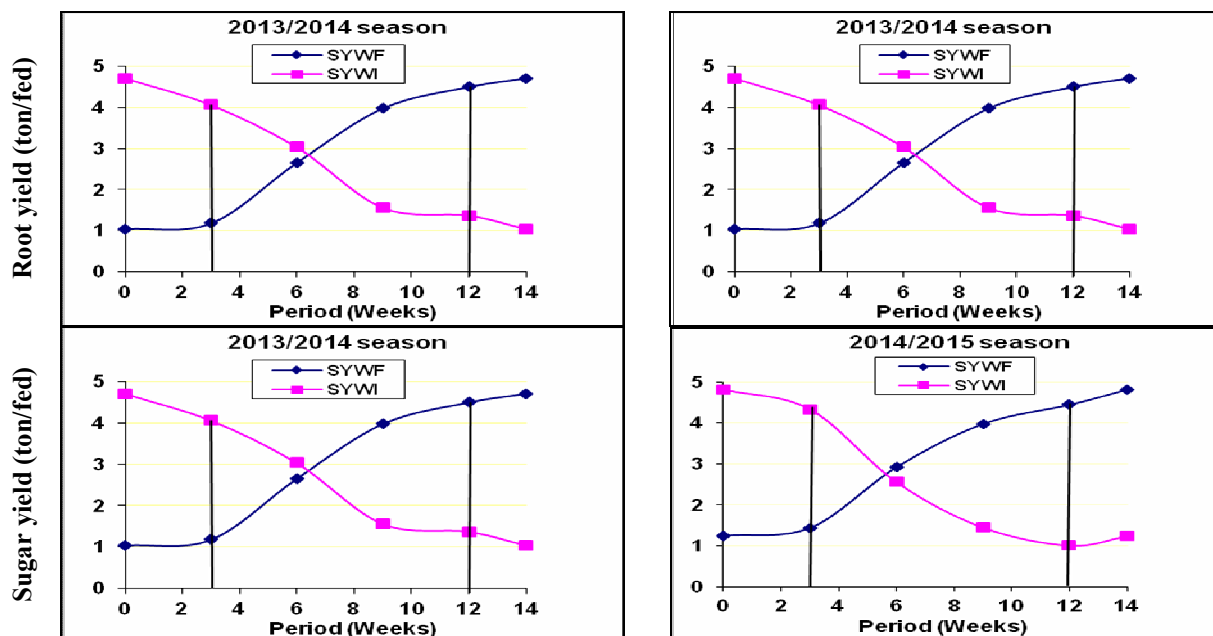 Root yield (ton/fed)
2013/2014 season
SYWF
SYWI
5
4
3
2
1
0
0 2 4 6 8 10 12 14
Period (Weeks)
2013/2014 season
SYWF
SYWI
5
4
3
2
1
0
0 2 4 6 8 10 12 14
Period (Weeks)
Sugar yield (ton/fed)
2013/2014 season
SYWF
SYWI
5
4
3
2
1
0
0 2 4 6 8 10 12 14
Period (Weeks)
2014/2015 season
SYWF
SYWI
5
4
3
2
1
0
0 2 4 6 8 10 12 14
Period (Weeks)